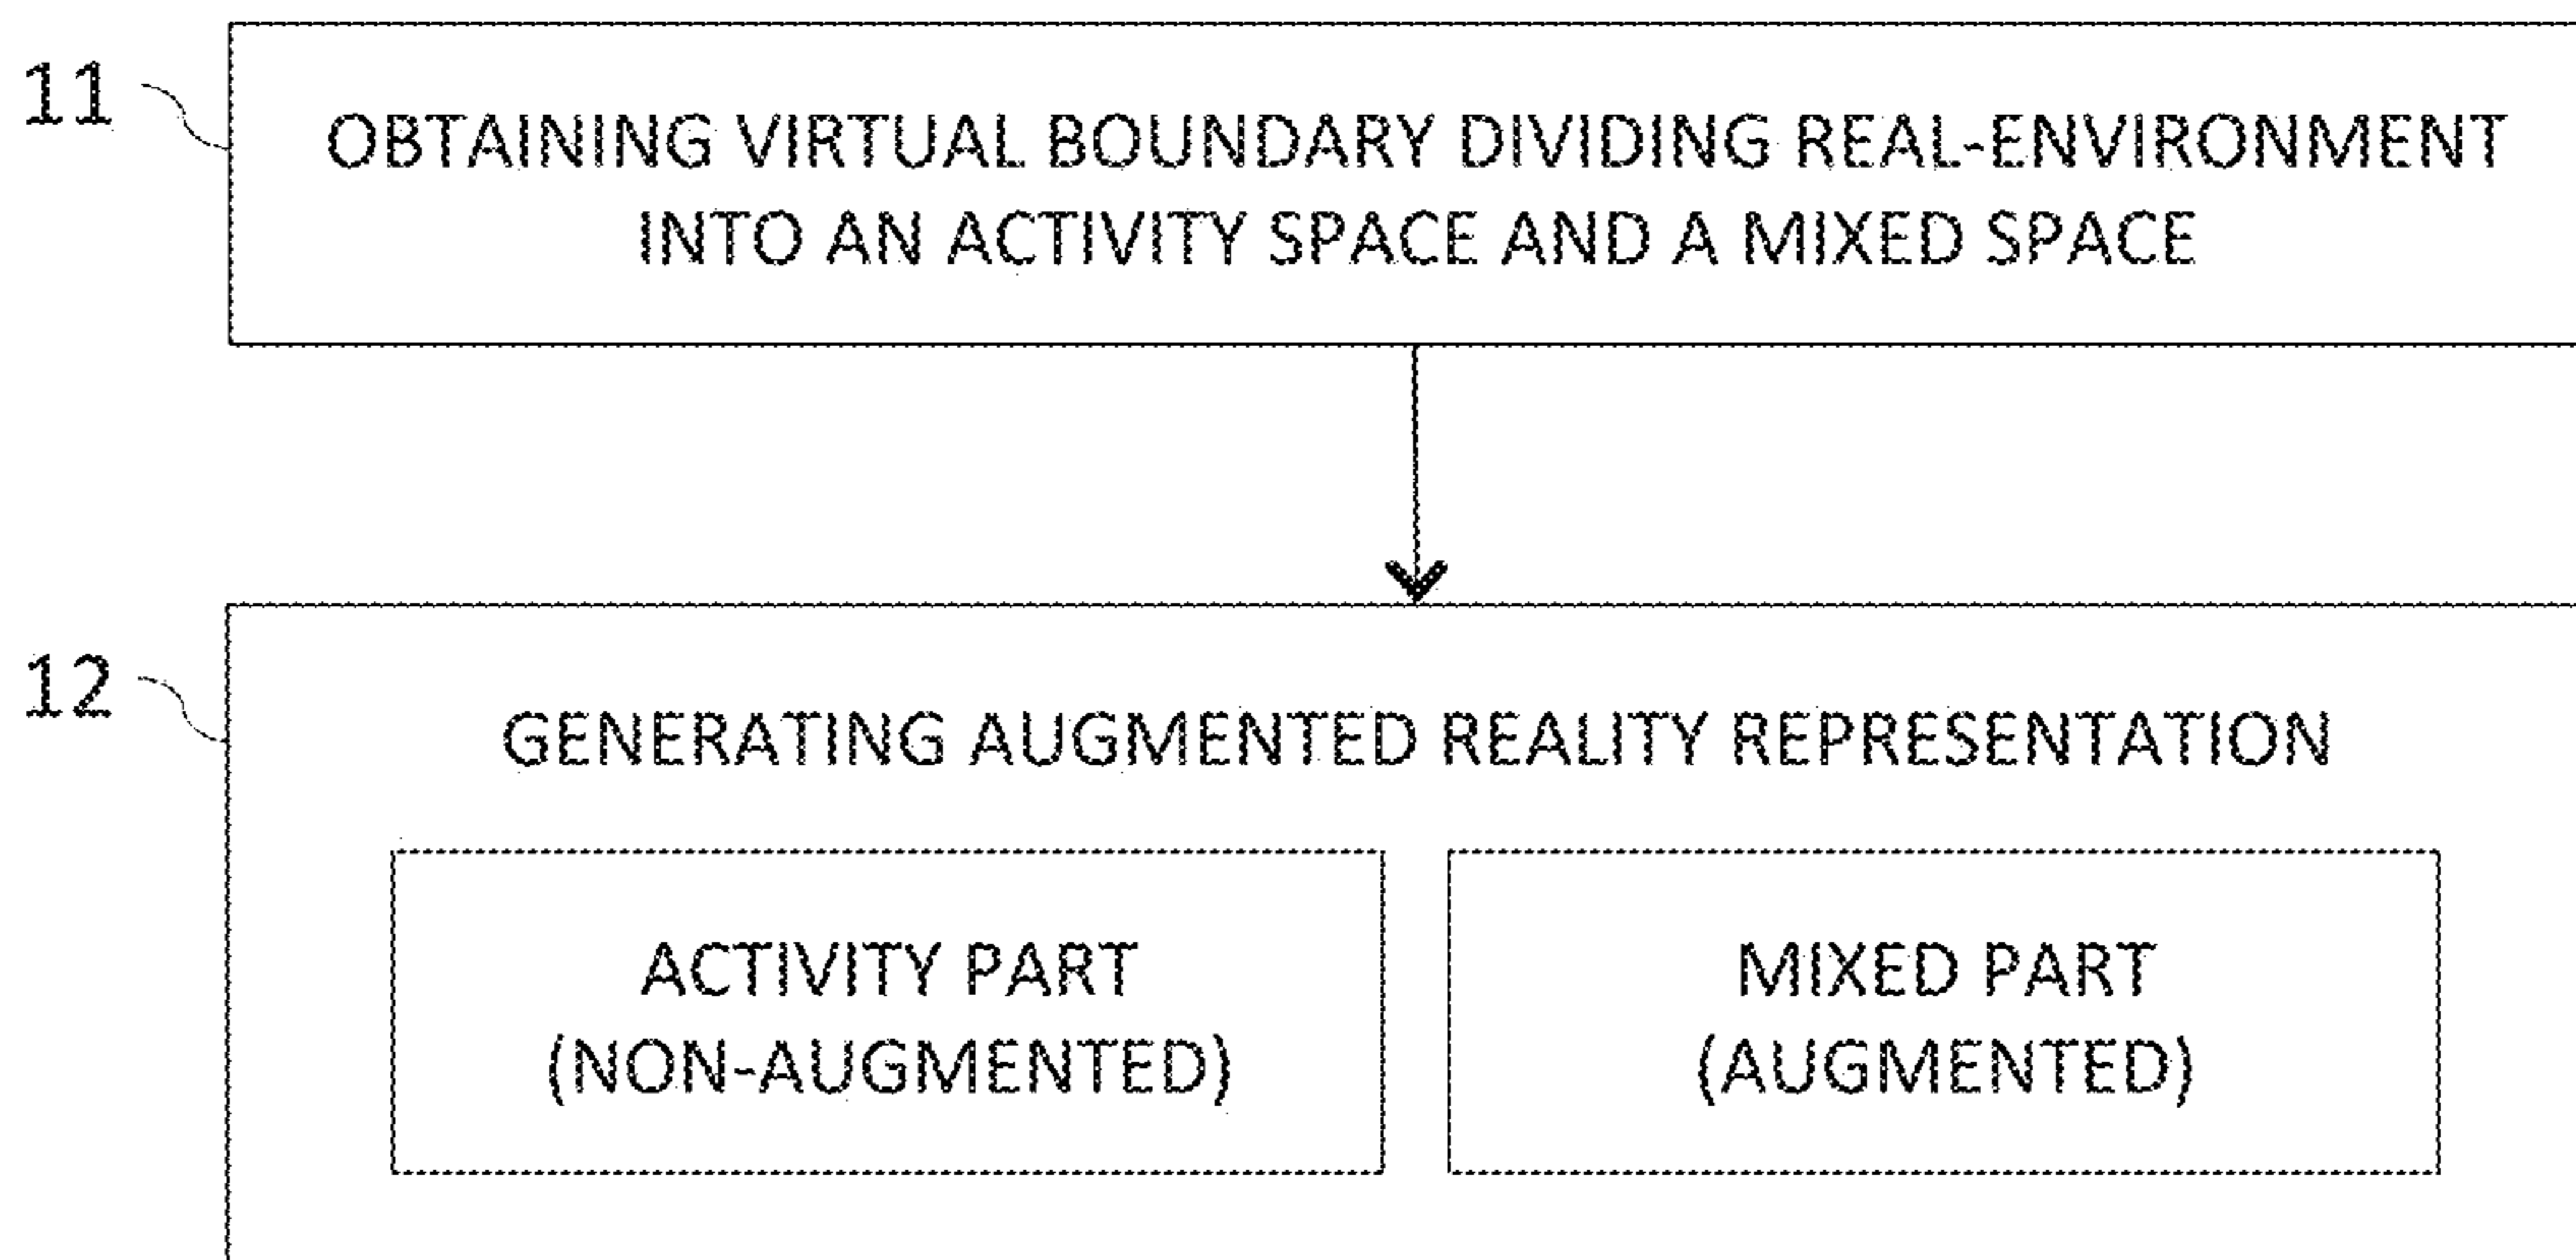 11
OBTAINING VIRTUAL BOUNDARY DIVIDING REAL-ENVIRONMENT
INTO AN ACTIVITY SPACE AND A MIXED SPACE
12
GENERATING AUGMENTED REALITY REPRESENTATION
ACTIVITY PART
(NON-AUGMENTED)
MIXED PART
(AUGMENTED)